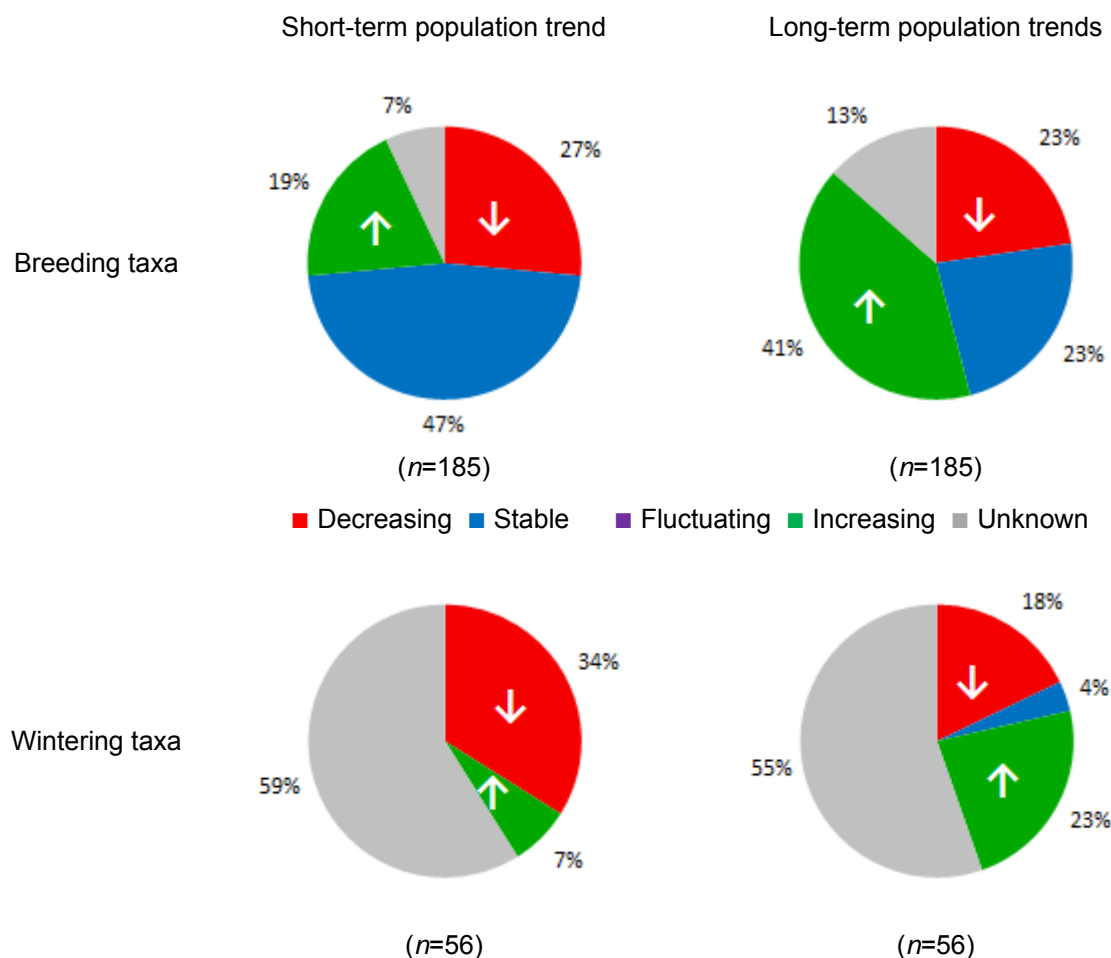 Short-term population trend
Long-term population trends
Breeding taxa
7%
27%
19%
47%
(n=185)
13%
23%
41%
23%
(n=185)
Decreasing Stable Fluctuating Increasing Unknown
Wintering taxa
34%
59%
7%
(n=56)
18%
4%
55%
23%
(n=56)